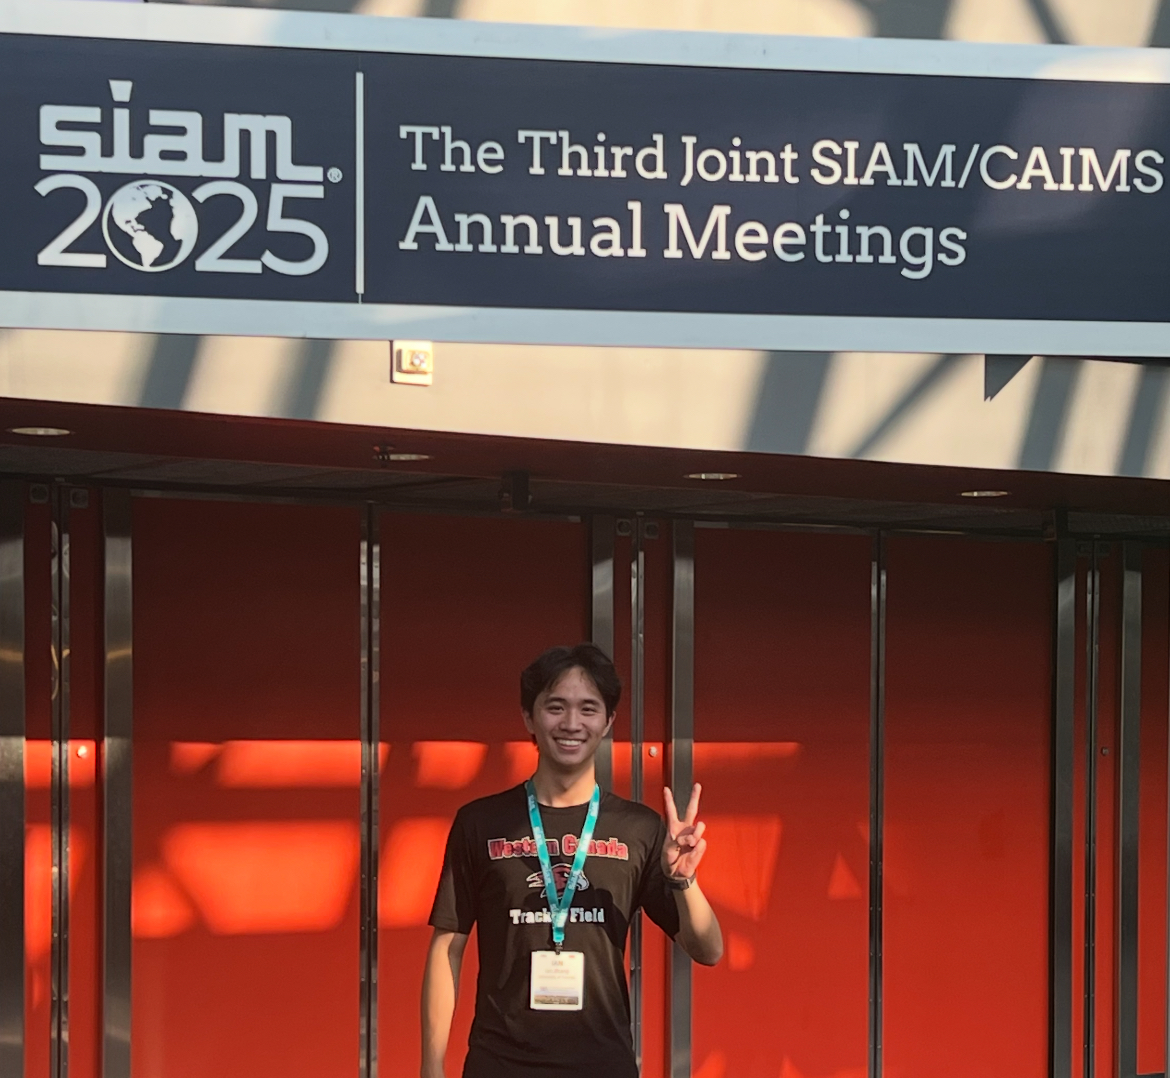 siam®
2025
The Third Joint SIAM/CAIMS
Annual Meetings
Western Canada
Track Field